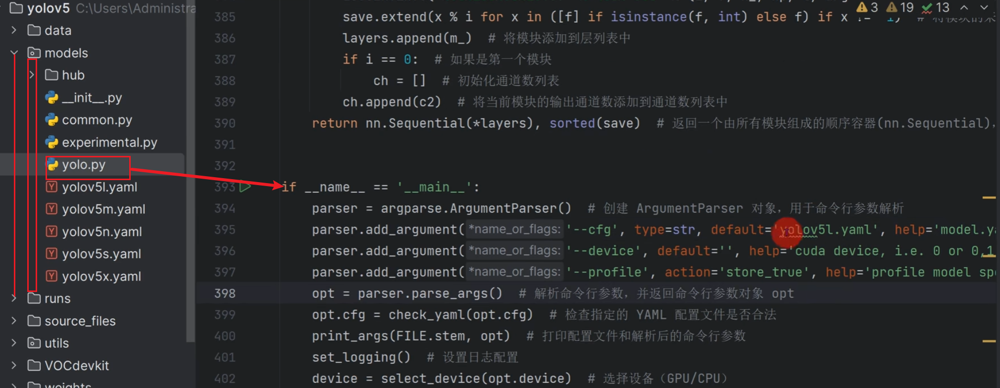 yolov5 C:\Users\Administra
data
models
hub
__init__.py
common.py
experimental.py
yolo.py
yolov5l.yaml
yolov5m.yaml
yolov5n.yaml
yolov5s.yaml
yolov5x.yaml
runs
source_files
utils
VOCdevkit
weights
3 19 13
385 save.extend(x % i for x in ([f] if isinstance(f, int) else f) if x
386 layers.append(m_) # 将模块添加到层列表中
387 if i == 0: # 如果是第一个模块
388 ch = [] # 初始化通道数列表
389 ch.append(c2) # 将当前模块的输出通道数添加到通道数列表中
390 return nn.Sequential(*layers), sorted(save) # 返回一个由所有模块组成的顺序容器(nn.Sequential),
391
392
393 if __name__ == '__main__':
394 parser = argparse.ArgumentParser() # 创建 ArgumentParser 对象，用于命令行参数解析
395 parser.add_argument( *name_or_flags: '--cfg', type=str, default='yolov5l.yaml', help='model.ya
396 parser.add_argument( *name_or_flags: '--device', default='', help='cuda device, i.e. 0 or 0,1
397 parser.add_argument( *name_or_flags: '--profile', action='store_true', help='profile model spe
398 opt = parser.parse_args() # 解析命令行参数，并返回命令行参数对象 opt
399 opt.cfg = check_yaml(opt.cfg) # 检查指定的 YAML 配置文件是否合法
400 print_args(FILE.stem, opt) # 打印配置文件和解析后的命令行参数
401 set_logging() # 设置日志配置
402 device = select_device(opt.device) # 选择设备（GPU/CPU）